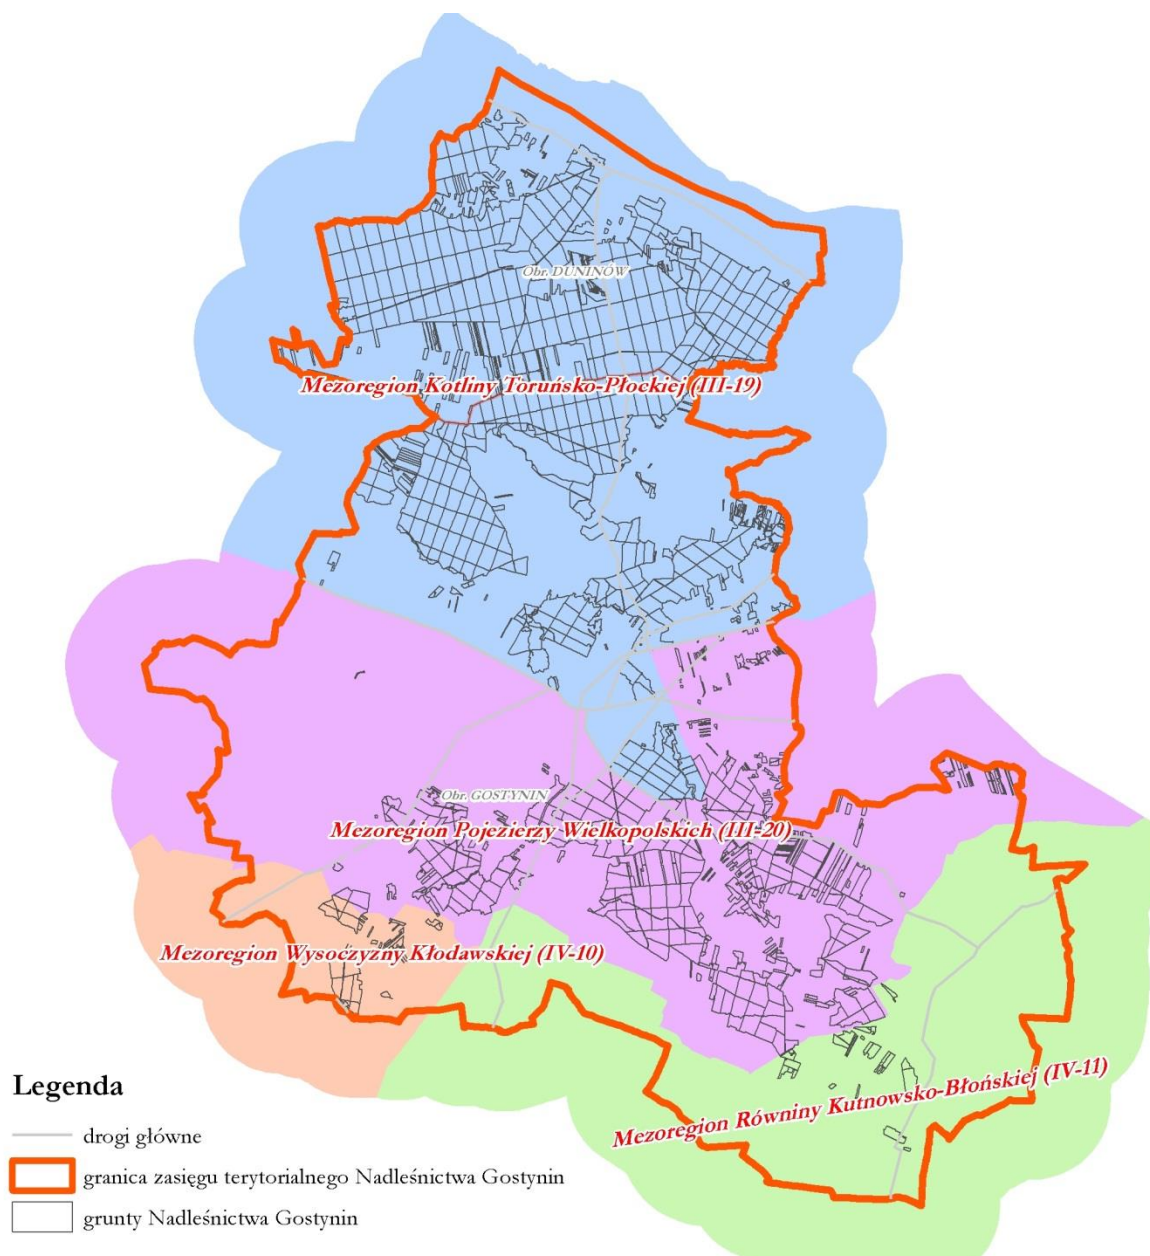 Obr. DUNINÓW
Mezoregion Kotliny Toruńsko-Płockiej (III-19)
Obr. GOSTYNIN
Mezoregion Pojezierzy Wielkopolskich (III-20)
Mezoregion Wysoczyzny Kłodawskiej (IV-10)
Mezoregion Równiny Kutnowsko-Błońskiej (IV-11)
Legenda
drogi główne
granica zasięgu terytorialnego Nadleśnictwa Gostynin
grunty Nadleśnictwa Gostynin